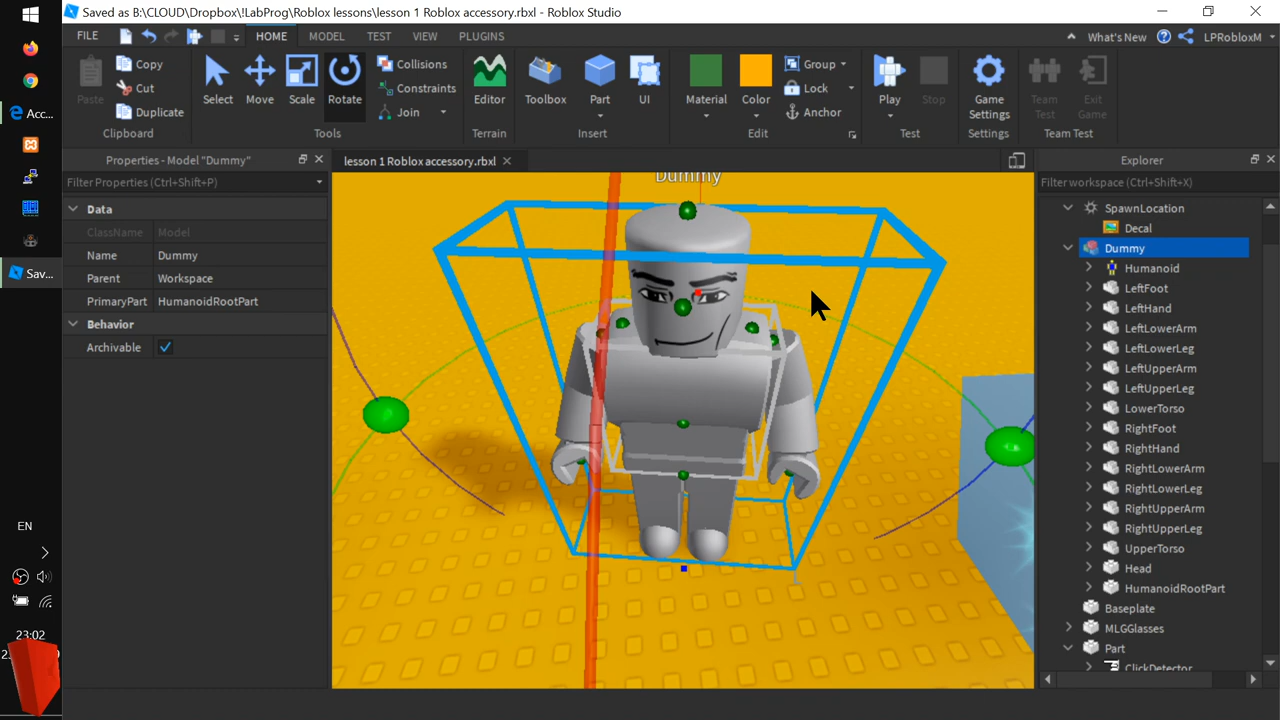 Saved as B:\CLOUD\Dropbox\!LabProg\Roblox lessons\lesson 1 Roblox accessory.rbxl - Roblox Studio
FILE HOME MODEL TEST VIEW PLUGINS What's New LPRobloxM
Paste Copy Cut Duplicate
Clipboard
Select Move Scale Rotate Collisions Constraints Join
Tools
Editor
Terrain
Toolbox Part UI
Insert
Material Color Group Lock Anchor
Edit
Play Stop
Test
Game Settings
Settings
Team Test Exit Game
Team Test
Acc...
Sav...
EN
23:02
Properties - Model "Dummy"
Filter Properties (Ctrl+Shift+P)
Data
ClassName Model
Name Dummy
Parent Workspace
PrimaryPart HumanoidRootPart
Behavior
Archivable
lesson 1 Roblox accessory.rbxl
Dummy
Explorer
Filter workspace (Ctrl+Shift+X)
SpawnLocation
Decal
Dummy
Humanoid
LeftFoot
LeftHand
LeftLowerArm
LeftLowerLeg
LeftUpperArm
LeftUpperLeg
LowerTorso
RightFoot
RightHand
RightLowerArm
RightLowerLeg
RightUpperArm
RightUpperLeg
UpperTorso
Head
HumanoidRootPart
Baseplate
MLGGlasses
Part
ClickDetector